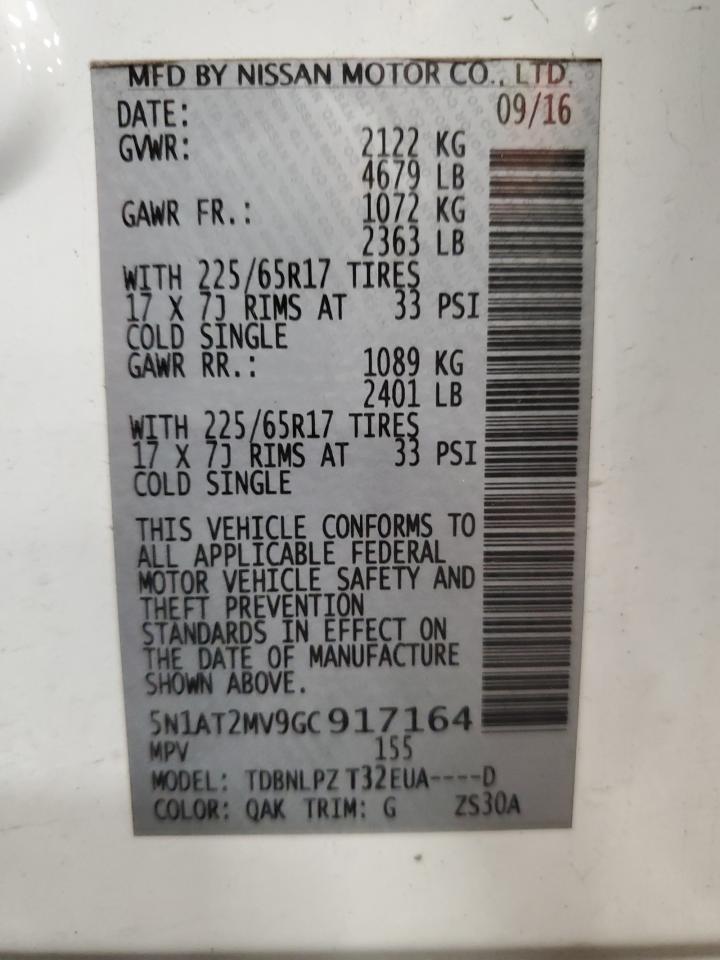 MFD BY NISSAN MOTOR CO., LTD.
DATE: 09/16
GVWR: 2122 KG
4679 LB
GAWR FR.: 1072 KG
2363 LB
WITH 225/65R17 TIRES
17 X 7J RIMS AT 33 PSI
COLD SINGLE
GAWR RR.: 1089 KG
2401 LB
WITH 225/65R17 TIRES
17 X 7J RIMS AT 33 PSI
COLD SINGLE
THIS VEHICLE CONFORMS TO
ALL APPLICABLE FEDERAL
MOTOR VEHICLE SAFETY AND
THEFT PREVENTION
STANDARDS IN EFFECT ON
THE DATE OF MANUFACTURE
SHOWN ABOVE.
5N1AT2MV9GC917164
MPV 155
MODEL: TDBNLPZ T32EUA----D
COLOR: QAK TRIM: G ZS30A